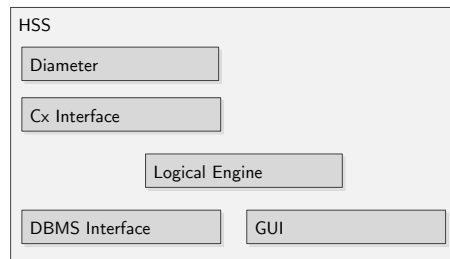 HSS
Diameter
Cx Interface
Logical Engine
DBMS Interface
GUI